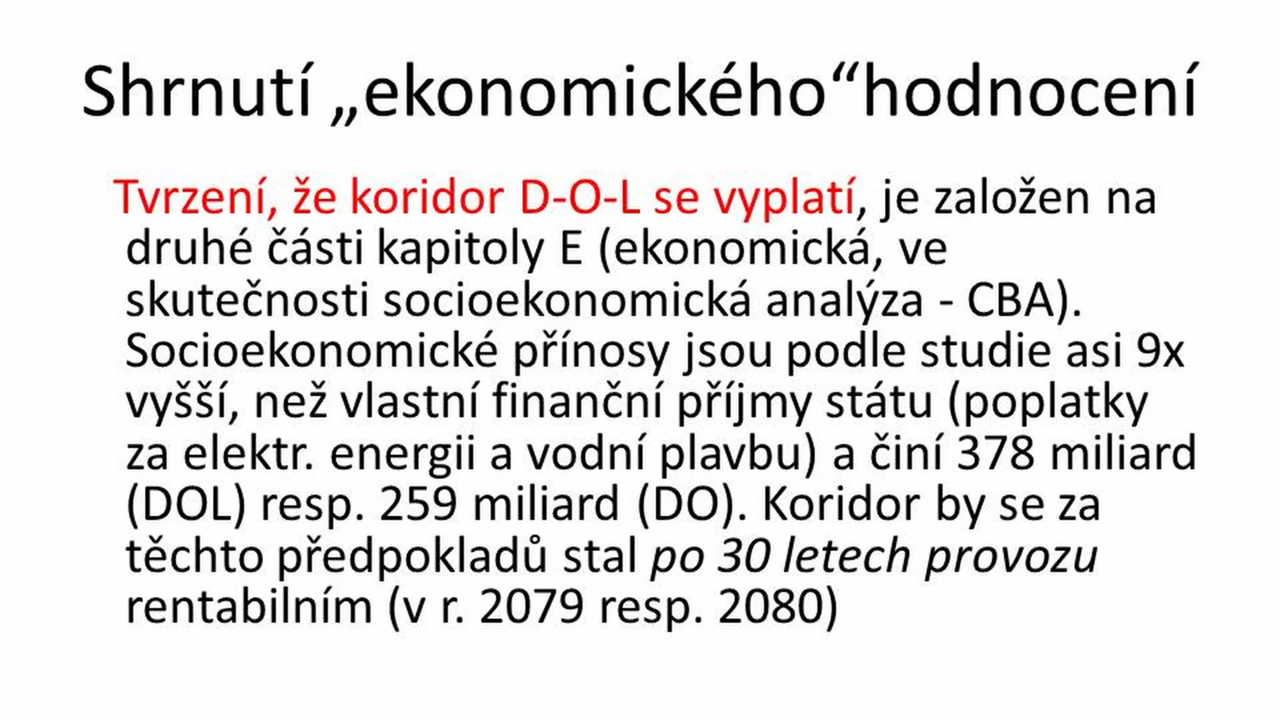 Shrnutí „ekonomického“hodnocení
Tvrzení, že koridor D-O-L se vyplatí, je založen na
druhé části kapitoly E (ekonomická, ve
skutečnosti socioekonomická analýza - CBA).
Socioekonomické přínosy jsou podle studie asi 9x
vyšší, než vlastní finanční příjmy státu (poplatky
za elektr. energii a vodní plavbu) a činí 378 miliard
(DOL) resp. 259 miliard (DO). Koridor by se za
těchto předpokladů stal po 30 letech provozu
rentabilním (v r. 2079 resp. 2080)